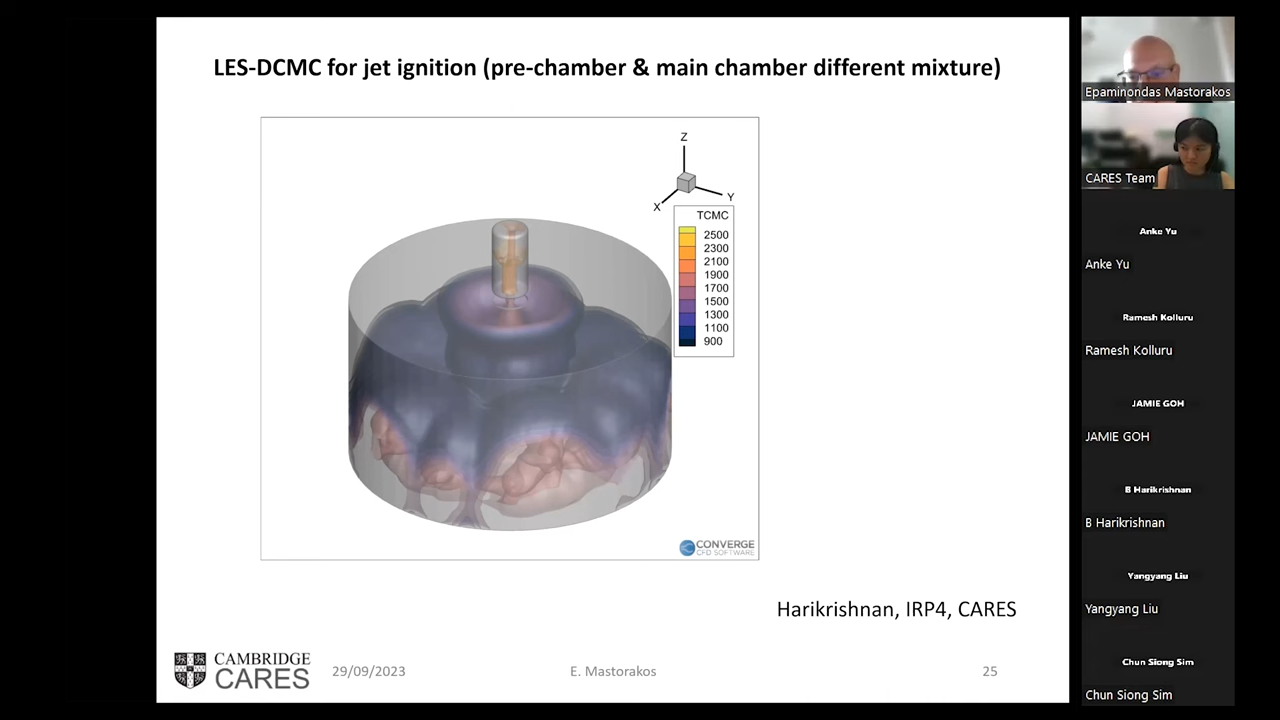 LES-DCMC for jet ignition (pre-chamber & main chamber different mixture)
Z
Y
X
TCMC
2500
2300
2100
1900
1700
1500
1300
1100
900
CONVERGE
CFD SOFTWARE
Harikrishnan, IRP4, CARES
CAMBRIDGE
CARES
29/09/2023
E. Mastorakos
25
Epaminondas Mastorakos
CARES Team
Anke Yu
Anke Yu
Ramesh Kolluru
Ramesh Kolluru
JAMIE GOH
JAMIE GOH
B Harikrishnan
B Harikrishnan
Yangyang Liu
Yangyang Liu
Chun Siong Sim
Chun Siong Sim